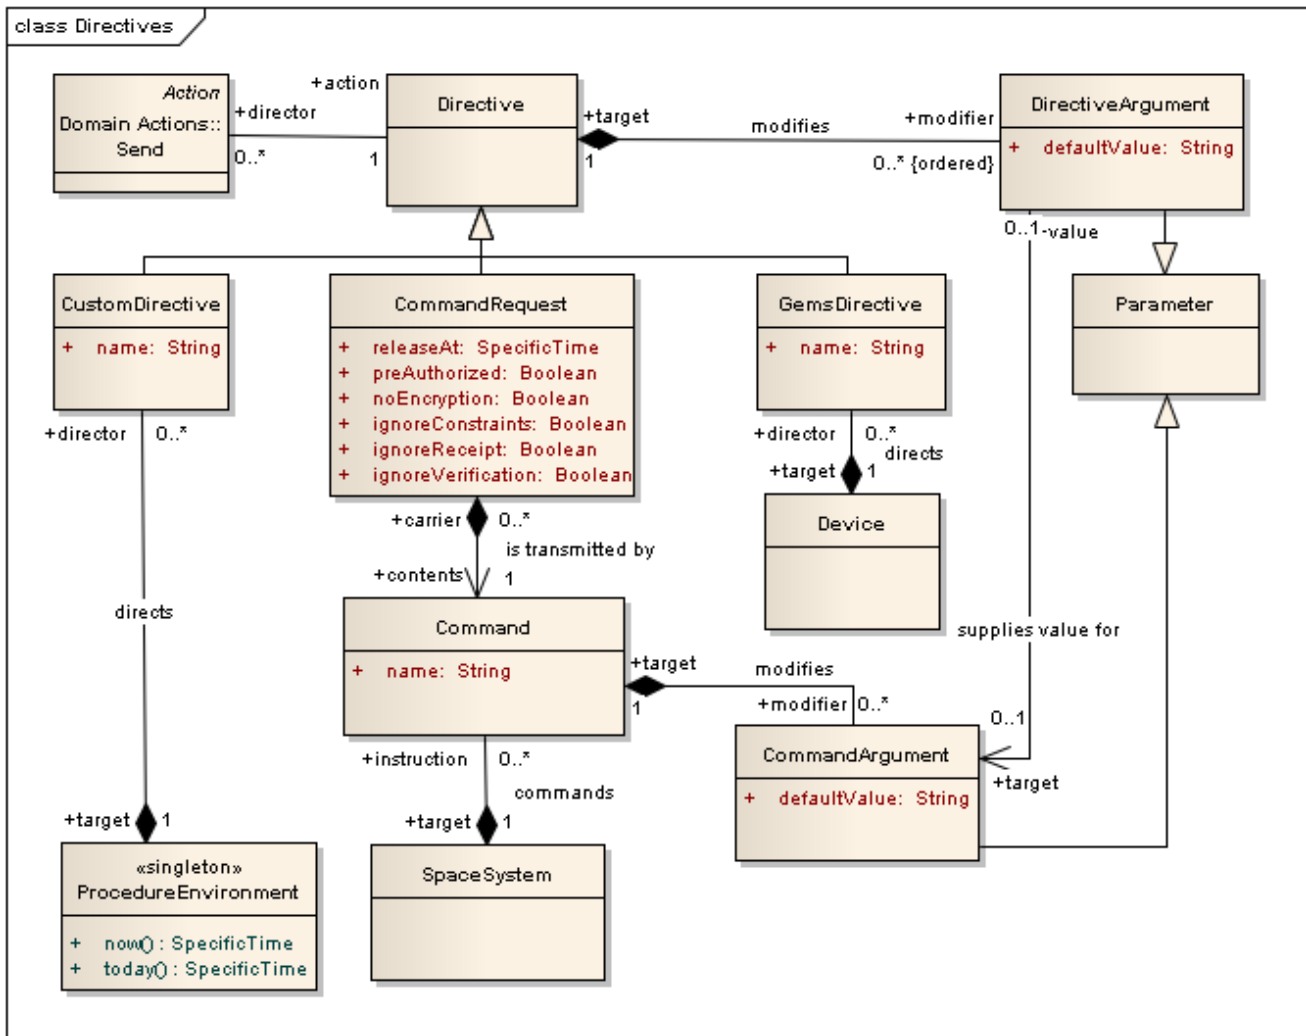 class Directives
Action
Domain Actions::
Send
+director
0..*
+action
1
Directive
+target
1
modifies
+modifier
0..* {ordered}
DirectiveArgument
+ defaultValue: String
0..1
-value
CustomDirective
+ name: String
+director
0..*
CommandRequest
+ releaseAt: SpecificTime
+ preAuthorized: Boolean
+ noEncryption: Boolean
+ ignoreConstraints: Boolean
+ ignoreReceipt: Boolean
+ ignoreVerification: Boolean
GemsDirective
+ name: String
+director
0..*
directs
+target
1
Parameter
Device
+carrier
0..*
is transmitted by
+contents
1
directs
Command
+ name: String
+target
1
modifies
+modifier
0..*
supplies value for
0..1
+target
CommandArgument
+ defaultValue: String
+instruction
0..*
commands
+target
1
+target
1
«singleton»
ProcedureEnvironment
+ now() : SpecificTime
+ today() : SpecificTime
SpaceSystem